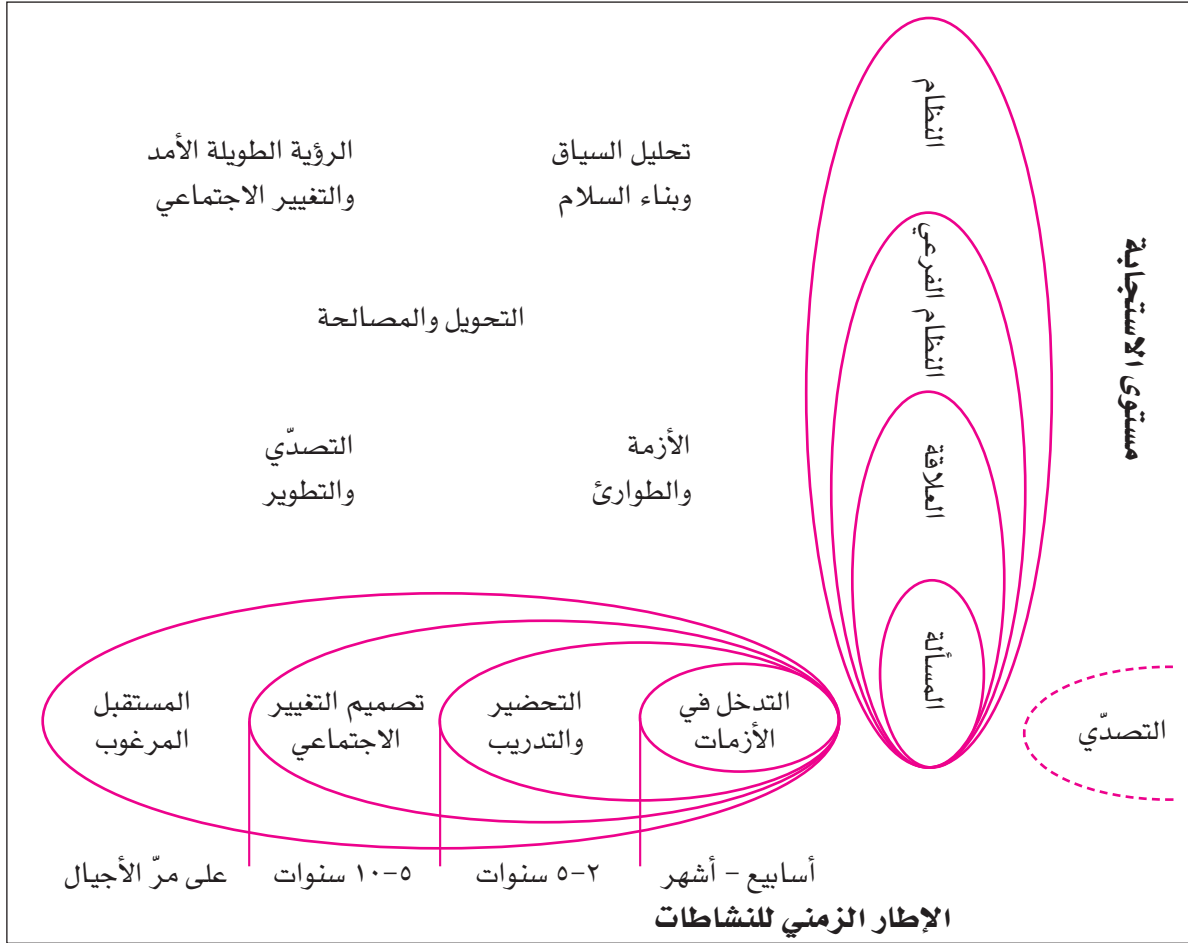 مستوى الاستجابة
النظام
النظام الفرعي
العلاقة
المسألة
تحليل السياق
وبناء السلام
الرؤية الطويلة الأمد
والتغيير الاجتماعي
التحويل والمصالحة
الأزمة
والطوارئ
التصدّي
والتطوير
التصدّي
التدخل في
الأزمات
التحضير
والتدريب
تصميم التغيير
الاجتماعي
المستقبل
المرغوب
أسابيع – أشهر
٢-٥ سنوات
٥-١٠ سنوات
على مرّ الأجيال
الإطار الزمني للنشاطات